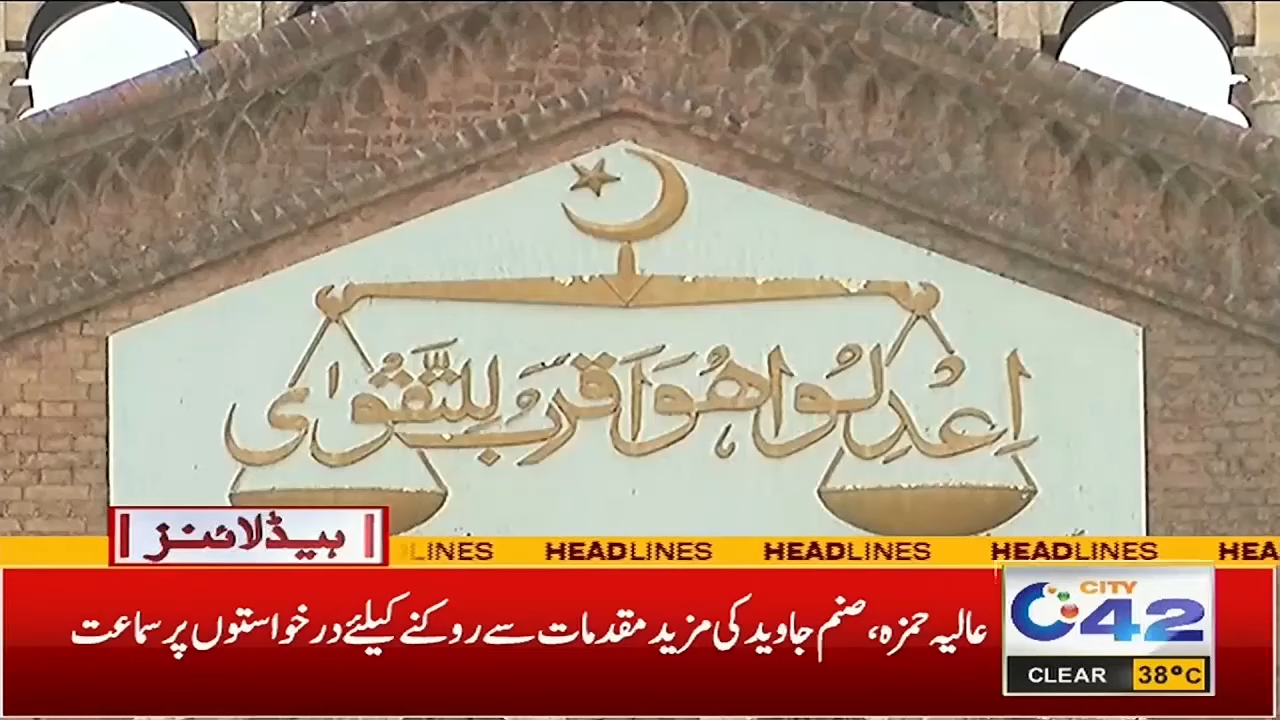 اعدلوا هو اقرب للتقوى
ہیڈلائنز
LINES HEADLINES HEADLINES HEADLINES HEA
عالیہ حمزہ، صنم جاوید کی مزید مقدمات سے روکنے کیلئے درخواستوں پر سماعت
CITY
42
CLEAR 38°C